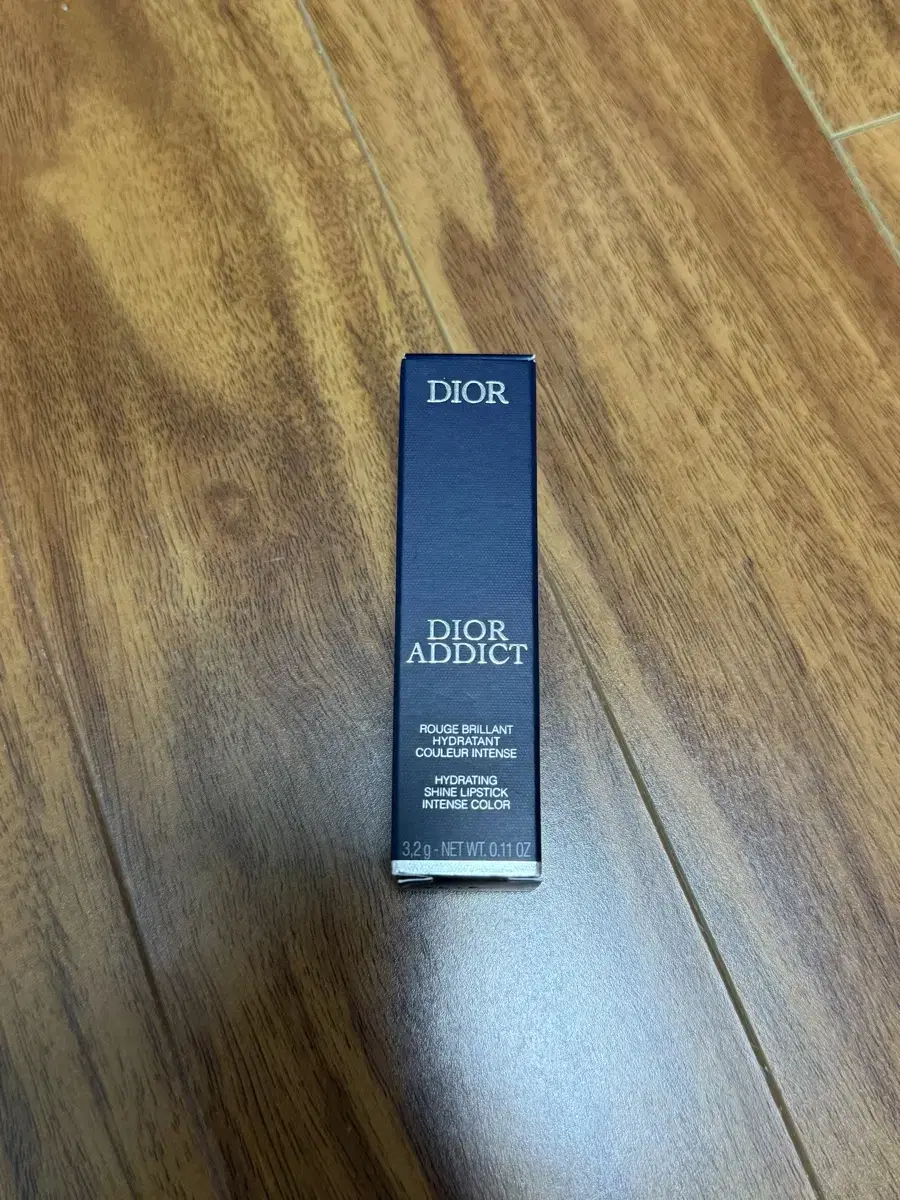 DIOR
DIOR
ADDICT
ROUGE BRILLANT
HYDRATANT
COULEUR INTENSE
HYDRATING
SHINE LIPSTICK
INTENSE COLOR
3,2 g - NET WT. 0.11 OZ